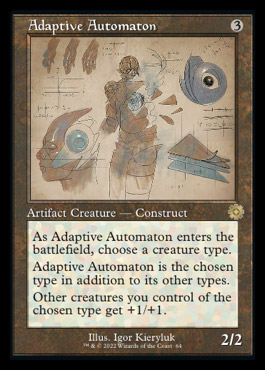 Adaptive Automaton 3
Artifact Creature — Construct
As Adaptive Automaton enters the
battlefield, choose a creature type.
Adaptive Automaton is the chosen
type in addition to its other types.
Other creatures you control of the
chosen type get +1/+1.
Illus. Igor Kieryluk
™ & © 2022 Wizards of the Coast 64
2/2